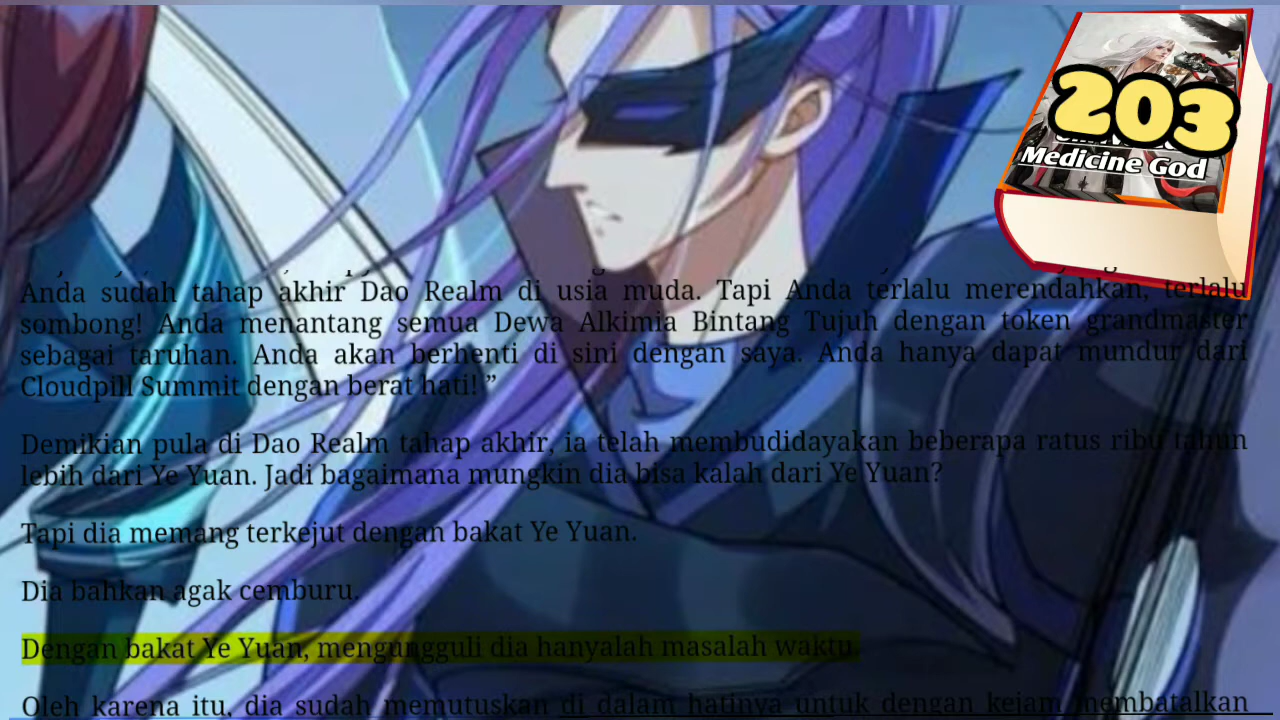 203
Medicine God
Anda sudah tahap akhir Dao Realm di usia muda. Tapi Anda terlalu merendahkan, terlalu
sombong! Anda menantang semua Dewa Alkimia Bintang Tujuh dengan token grandmaster
sebagai taruhan. Anda akan berhenti di sini dengan saya. Anda hanya dapat mundur dari
Cloudpill Summit dengan berat hati! ”
Demikian pula di Dao Realm tahap akhir, ia telah membudidayakan beberapa ratus ribu tahun
lebih dari Ye Yuan. Jadi bagaimana mungkin dia bisa kalah dari Ye Yuan?
Tapi dia memang terkejut dengan bakat Ye Yuan.
Dia bahkan agak cemburu.
Dengan bakat Ye Yuan, mengungguli dia hanyalah masalah waktu.
Oleh karena itu, dia sudah memutuskan di dalam hatinya untuk dengan kejam membatalkan